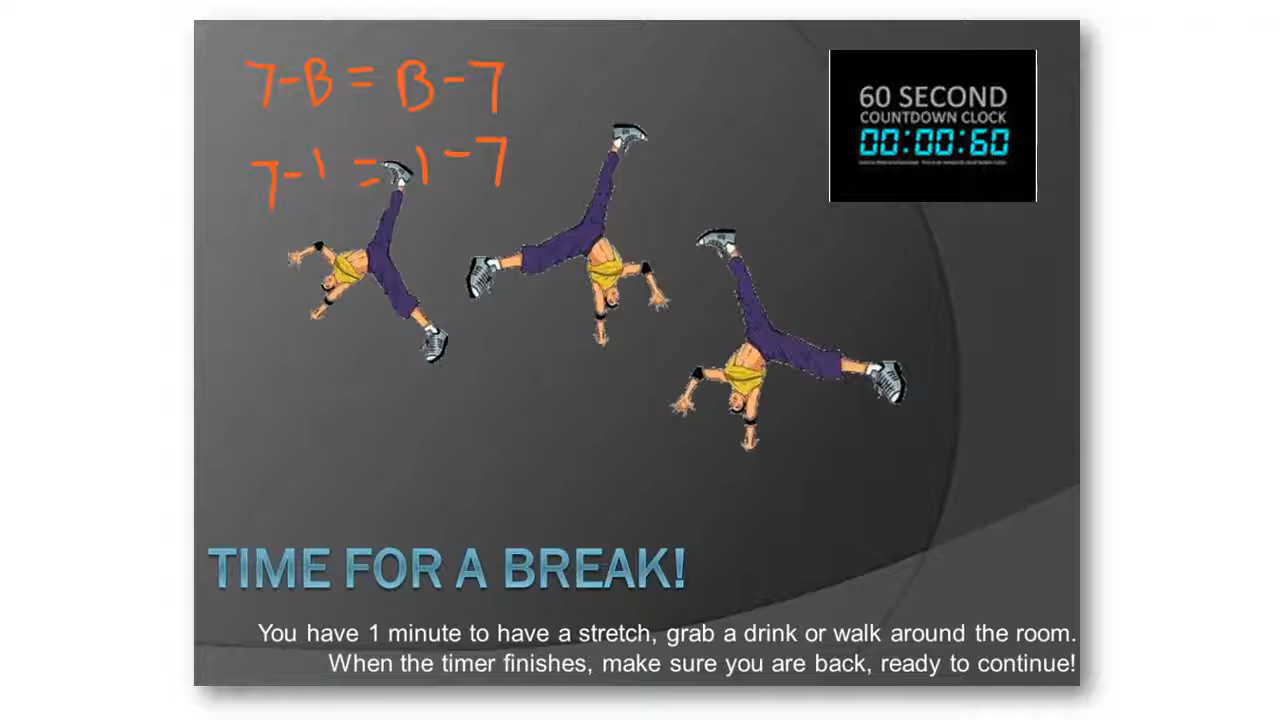 7-B = B-7
7-1 = 1-7
60 SECOND
COUNTDOWN CLOCK
00:00:60
TIME FOR A BREAK!
You have 1 minute to have a stretch, grab a drink or walk around the room.
When the timer finishes, make sure you are back, ready to continue!